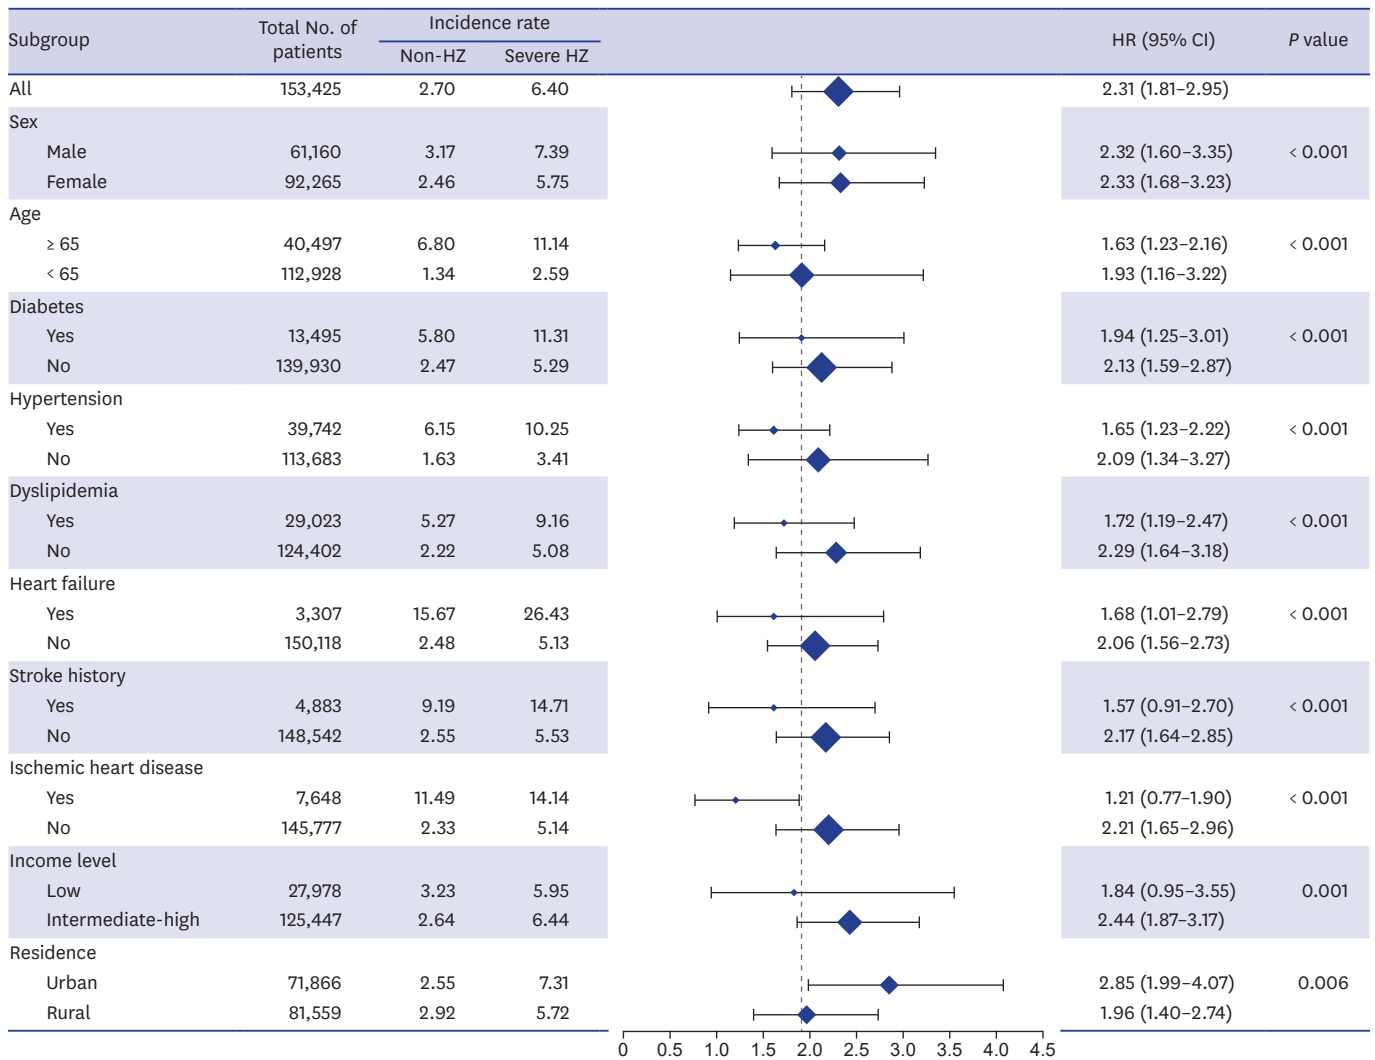 Subgroup Total No. of patients Incidence rate HR (95% CI) P value
Non-HZ Severe HZ
All 153,425 2.70 6.40 2.31 (1.81–2.95)
Sex
Male 61,160 3.17 7.39 2.32 (1.60–3.35) < 0.001
Female 92,265 2.46 5.75 2.33 (1.68–3.23)
Age
≥ 65 40,497 6.80 11.14 1.63 (1.23–2.16) < 0.001
< 65 112,928 1.34 2.59 1.93 (1.16–3.22)
Diabetes
Yes 13,495 5.80 11.31 1.94 (1.25–3.01) < 0.001
No 139,930 2.47 5.29 2.13 (1.59–2.87)
Hypertension
Yes 39,742 6.15 10.25 1.65 (1.23–2.22) < 0.001
No 113,683 1.63 3.41 2.09 (1.34–3.27)
Dyslipidemia
Yes 29,023 5.27 9.16 1.72 (1.19–2.47) < 0.001
No 124,402 2.22 5.08 2.29 (1.64–3.18)
Heart failure
Yes 3,307 15.67 26.43 1.68 (1.01–2.79) < 0.001
No 150,118 2.48 5.13 2.06 (1.56–2.73)
Stroke history
Yes 4,883 9.19 14.71 1.57 (0.91–2.70) < 0.001
No 148,542 2.55 5.53 2.17 (1.64–2.85)
Ischemic heart disease
Yes 7,648 11.49 14.14 1.21 (0.77–1.90) < 0.001
No 145,777 2.33 5.14 2.21 (1.65–2.96)
Income level
Low 27,978 3.23 5.95 1.84 (0.95–3.55) 0.001
Intermediate-high 125,447 2.64 6.44 2.44 (1.87–3.17)
Residence
Urban 71,866 2.55 7.31 2.85 (1.99–4.07) 0.006
Rural 81,559 2.92 5.72 1.96 (1.40–2.74)
0 0.5 1.0 1.5 2.0 2.5 3.0 3.5 4.0 4.5